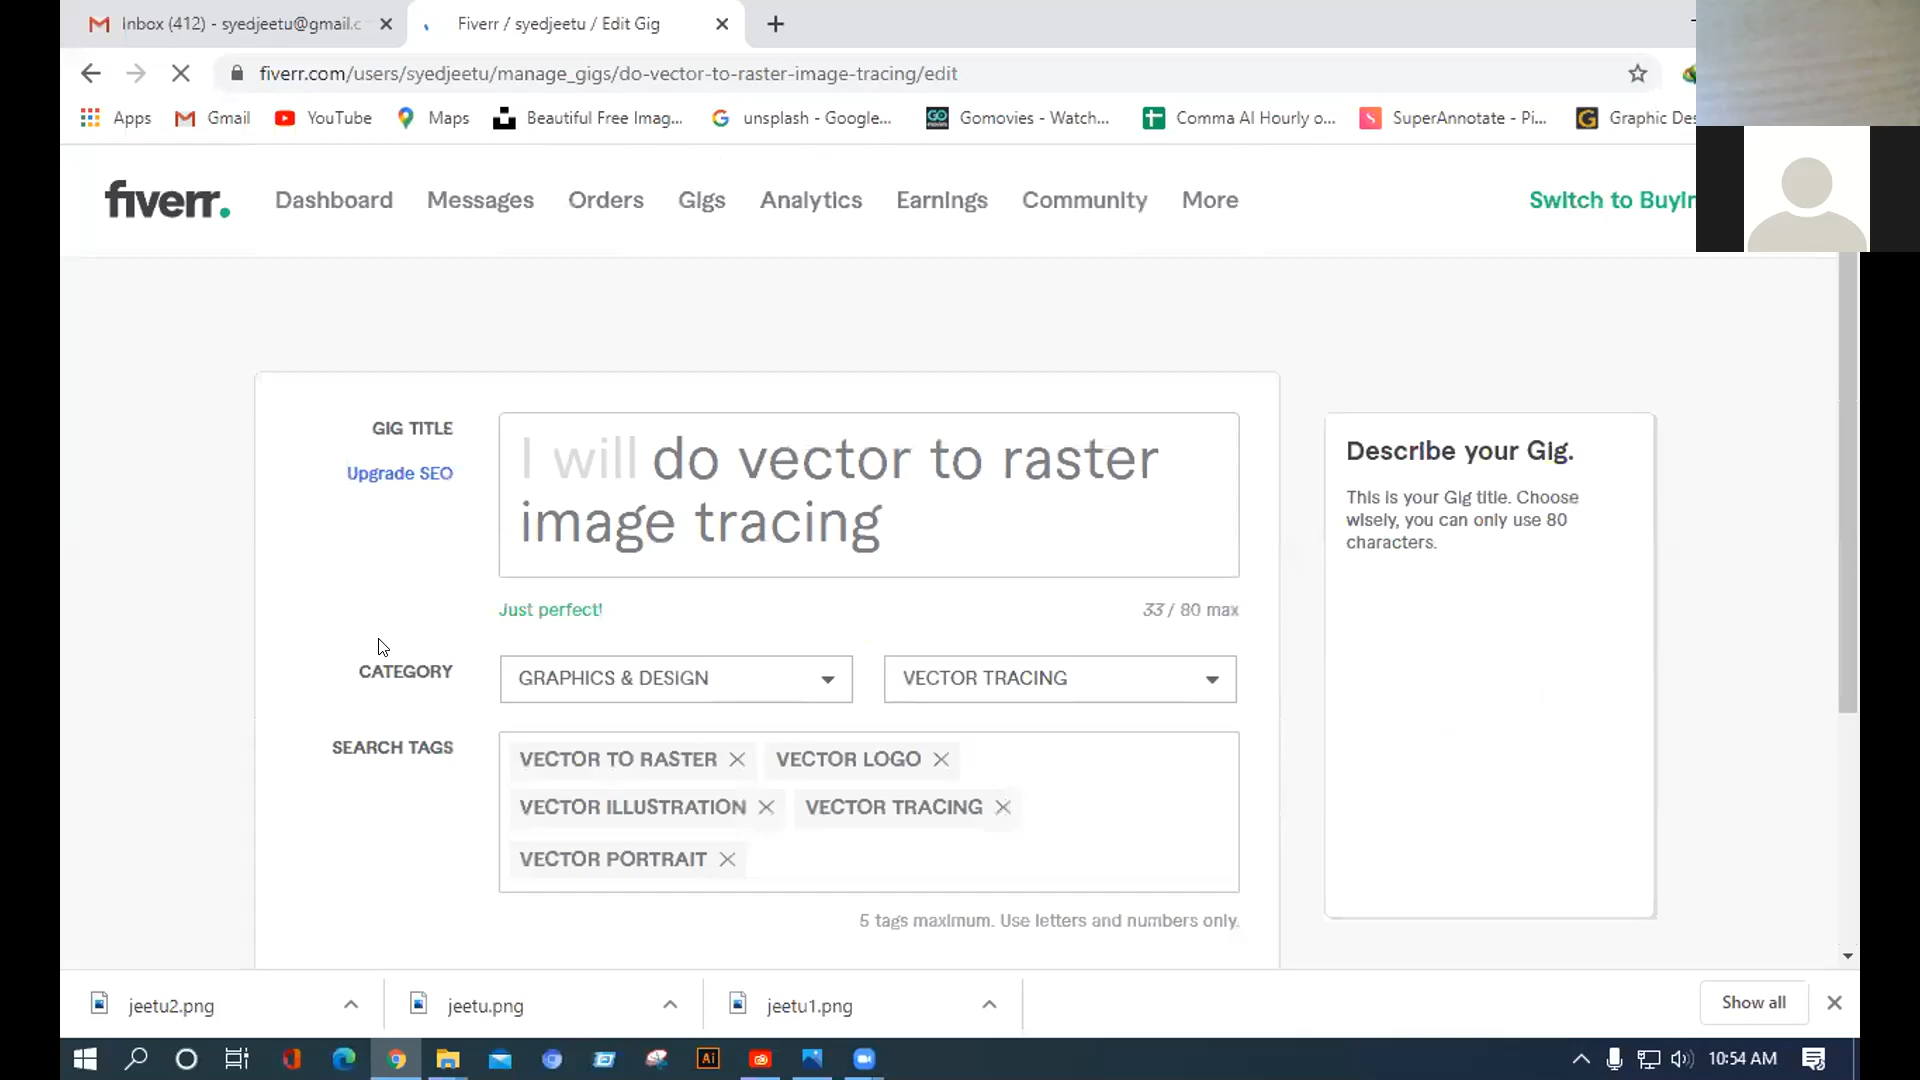 Inbox (412) - syedjeetu@gmail.c
Fiverr / syedjeetu / Edit Gig
fiverr.com/users/syedjeetu/manage_gigs/do-vector-to-raster-image-tracing/edit
Apps
Gmail
YouTube
Maps
Beautiful Free Imag...
unsplash - Google...
GO
Gomovies - Watch...
Comma AI Hourly o...
SuperAnnotate - Pi...
Graphic Des
fiverr.
Dashboard
Messages
Orders
Gigs
Analytics
Earnings
Community
More
Switch to Buyin
GIG TITLE
Upgrade SEO
I will do vector to raster
image tracing
Just perfect!
33 / 80 max
Describe your Gig.
This is your Gig title. Choose
wisely, you can only use 80
characters.
CATEGORY
GRAPHICS & DESIGN
VECTOR TRACING
SEARCH TAGS
VECTOR TO RASTER
VECTOR LOGO
VECTOR ILLUSTRATION
VECTOR TRACING
VECTOR PORTRAIT
5 tags maximum. Use letters and numbers only.
jeetu2.png
jeetu.png
jeetu1.png
Show all
Ai
10:54 AM